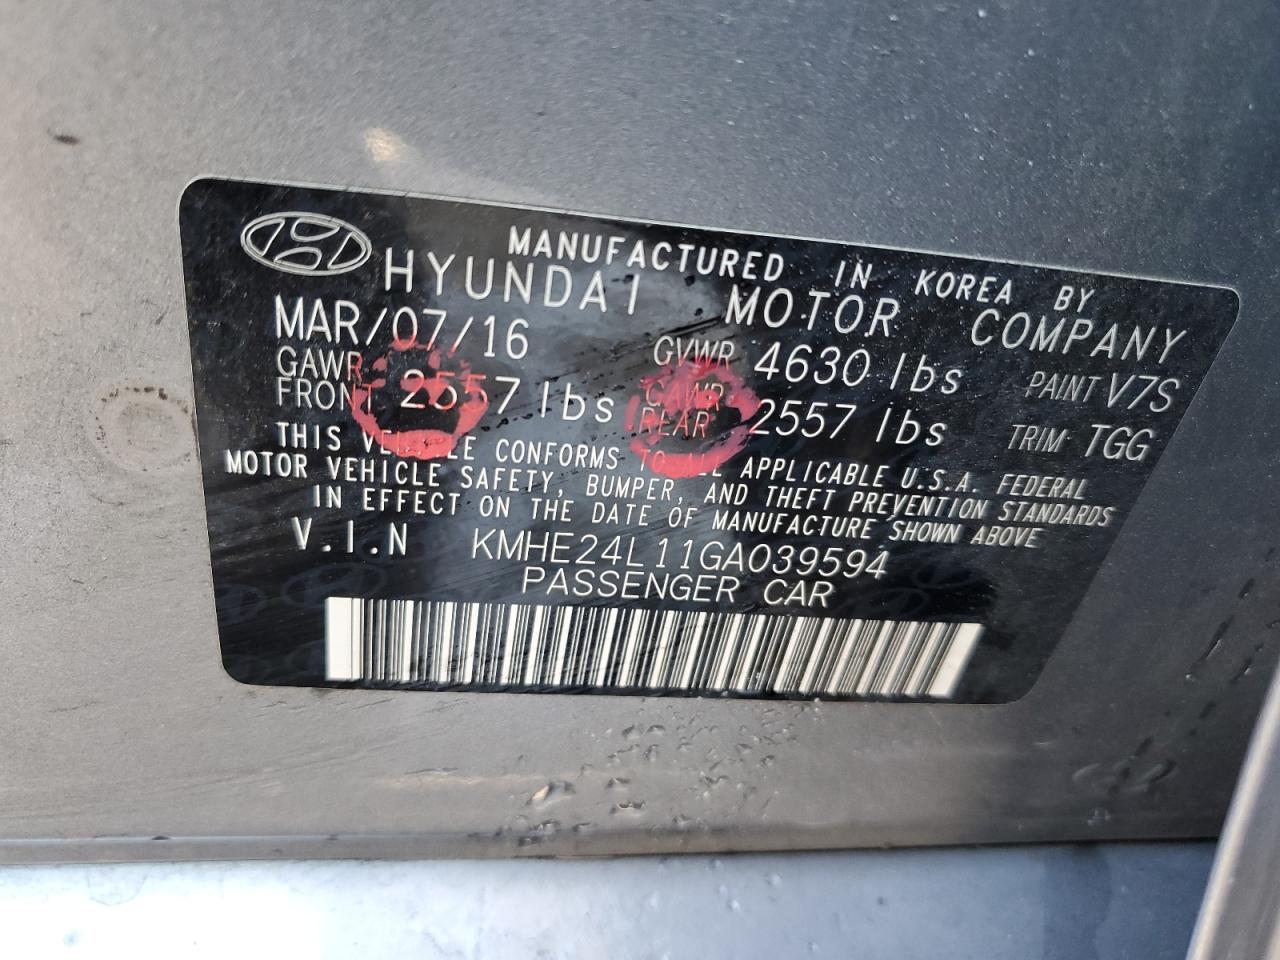 MANUFACTURED IN KOREA BY
HYUNDAI MOTOR COMPANY
MAR/07/16 GVWR 4630 lbs PAINT V7S
GAWR FRONT 2557 lbs GAWR REAR 2557 lbs TRIM TGG
THIS VEHICLE CONFORMS TO ALL APPLICABLE U.S.A. FEDERAL
MOTOR VEHICLE SAFETY, BUMPER, AND THEFT PREVENTION STANDARDS
IN EFFECT ON THE DATE OF MANUFACTURE SHOWN ABOVE
V.I.N KMHE24L11GA039594
PASSENGER CAR